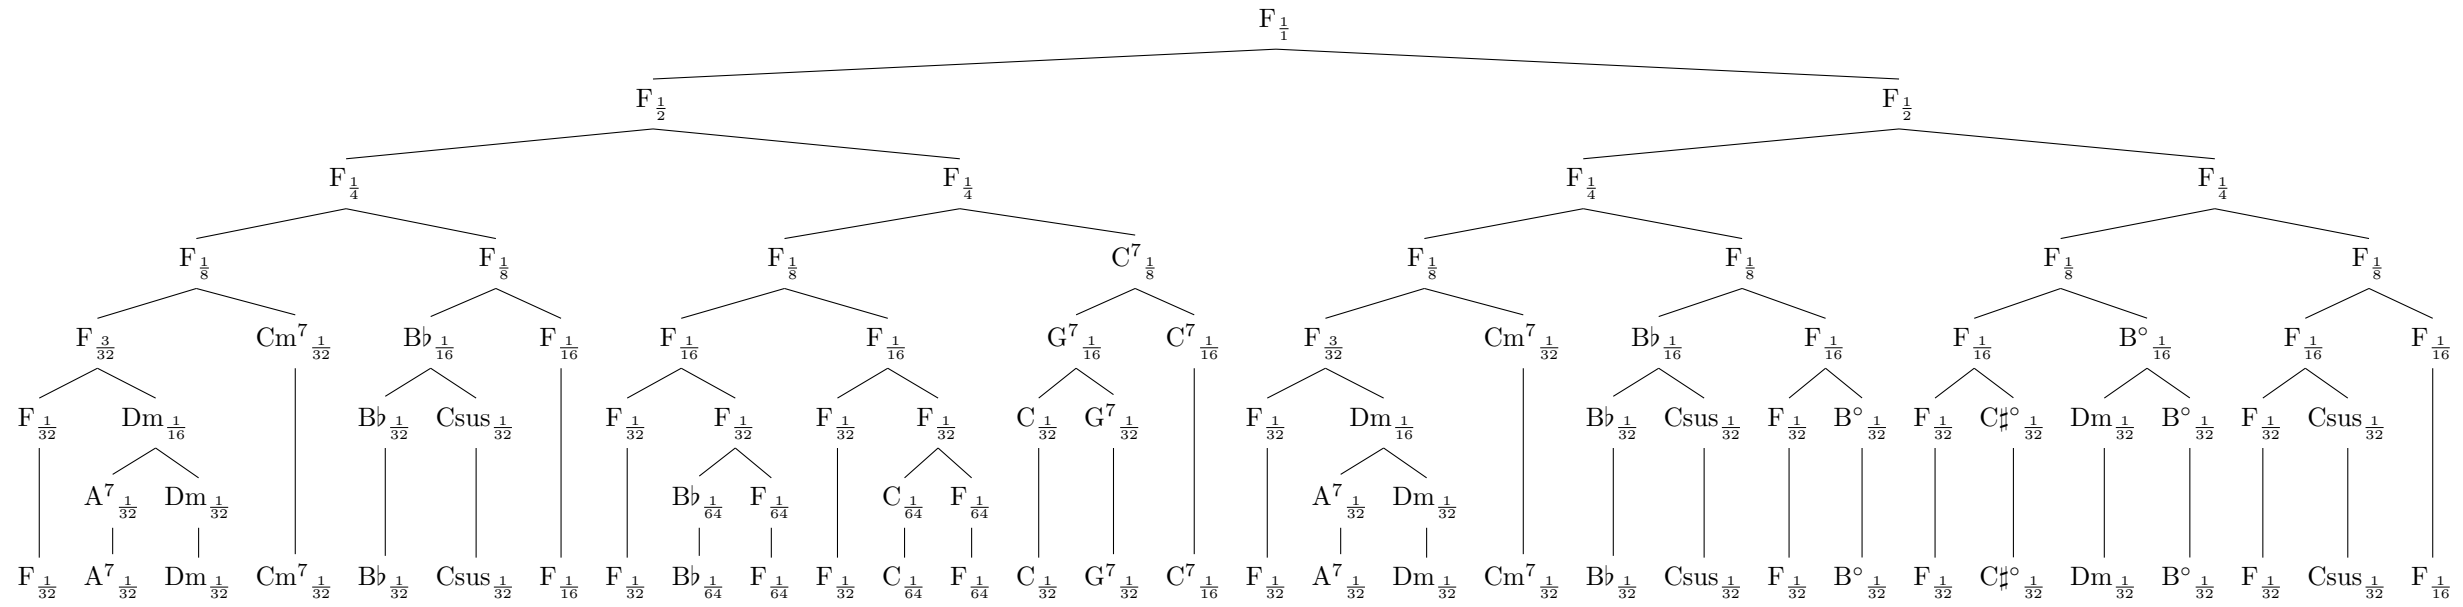 F 1/1
F 1/2 F 1/2
F 1/4 F 1/4 F 1/4 F 1/4
F 1/8 F 1/8 F 1/8 C⁷ 1/8 F 1/8 F 1/8 F 1/8 F 1/8
F 3/32 Cm⁷ 1/32 B♭ 1/16 F 1/16 F 1/16 F 1/16 G⁷ 1/16 C⁷ 1/16 F 3/32 Cm⁷ 1/32 B♭ 1/16 F 1/16 F 1/16 B° 1/16 F 1/16 F 1/16
F 1/32 Dm 1/16 B♭ 1/32 Csus 1/32 F 1/32 F 1/32 F 1/32 F 1/32 C 1/32 G⁷ 1/32 F 1/32 Dm 1/16 B♭ 1/32 Csus 1/32 F 1/32 B° 1/32 F 1/32 C♯° 1/32 Dm 1/32 B° 1/32 F 1/32 Csus 1/32
A⁷ 1/32 Dm 1/32 B♭ 1/64 F 1/64 C 1/64 F 1/64 A⁷ 1/32 Dm 1/32
F 1/32 A⁷ 1/32 Dm 1/32 Cm⁷ 1/32 B♭ 1/32 Csus 1/32 F 1/16 F 1/32 B♭ 1/64 F 1/64 F 1/32 C 1/64 F 1/64 C 1/32 G⁷ 1/32 C⁷ 1/16 F 1/32 A⁷ 1/32 Dm 1/32 Cm⁷ 1/32 B♭ 1/32 Csus 1/32 F 1/32 B° 1/32 F 1/32 C♯° 1/32 Dm 1/32 B° 1/32 F 1/32 Csus 1/32 F 1/16